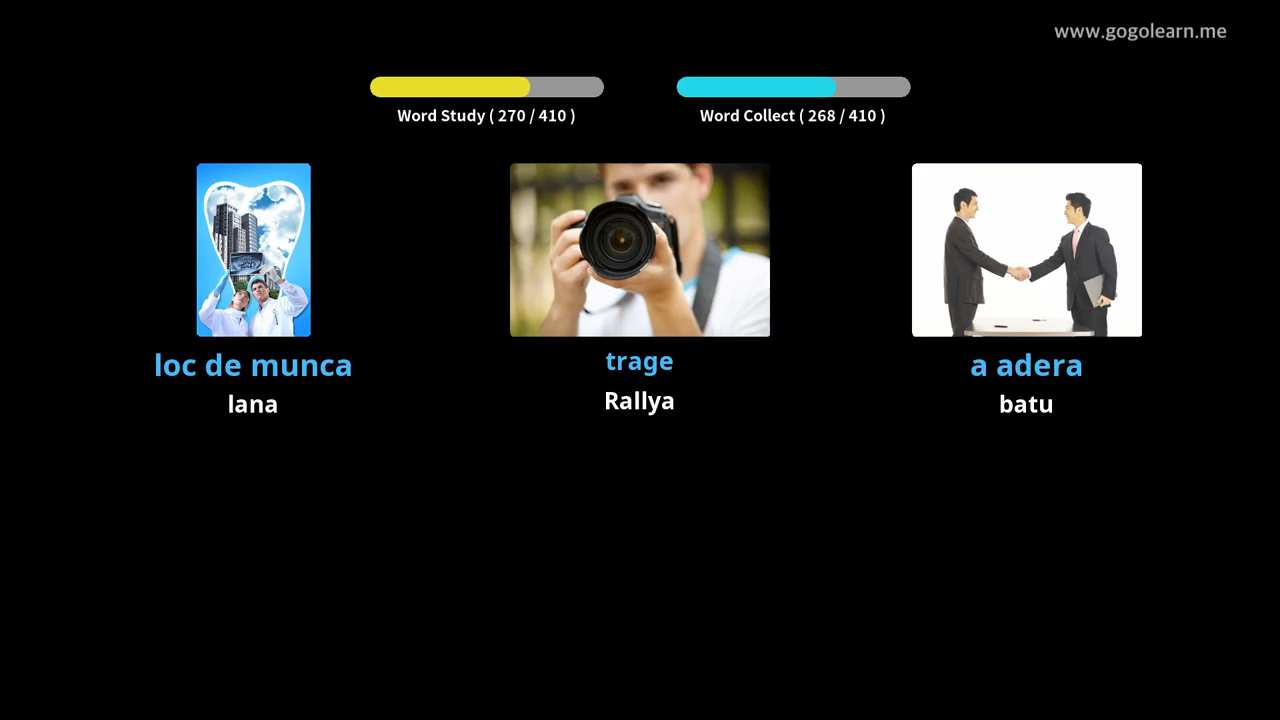 www.gogolearn.me
Word Study ( 270 / 410 )
Word Collect ( 268 / 410 )
loc de munca
lana
trage
Rallya
a adera
batu